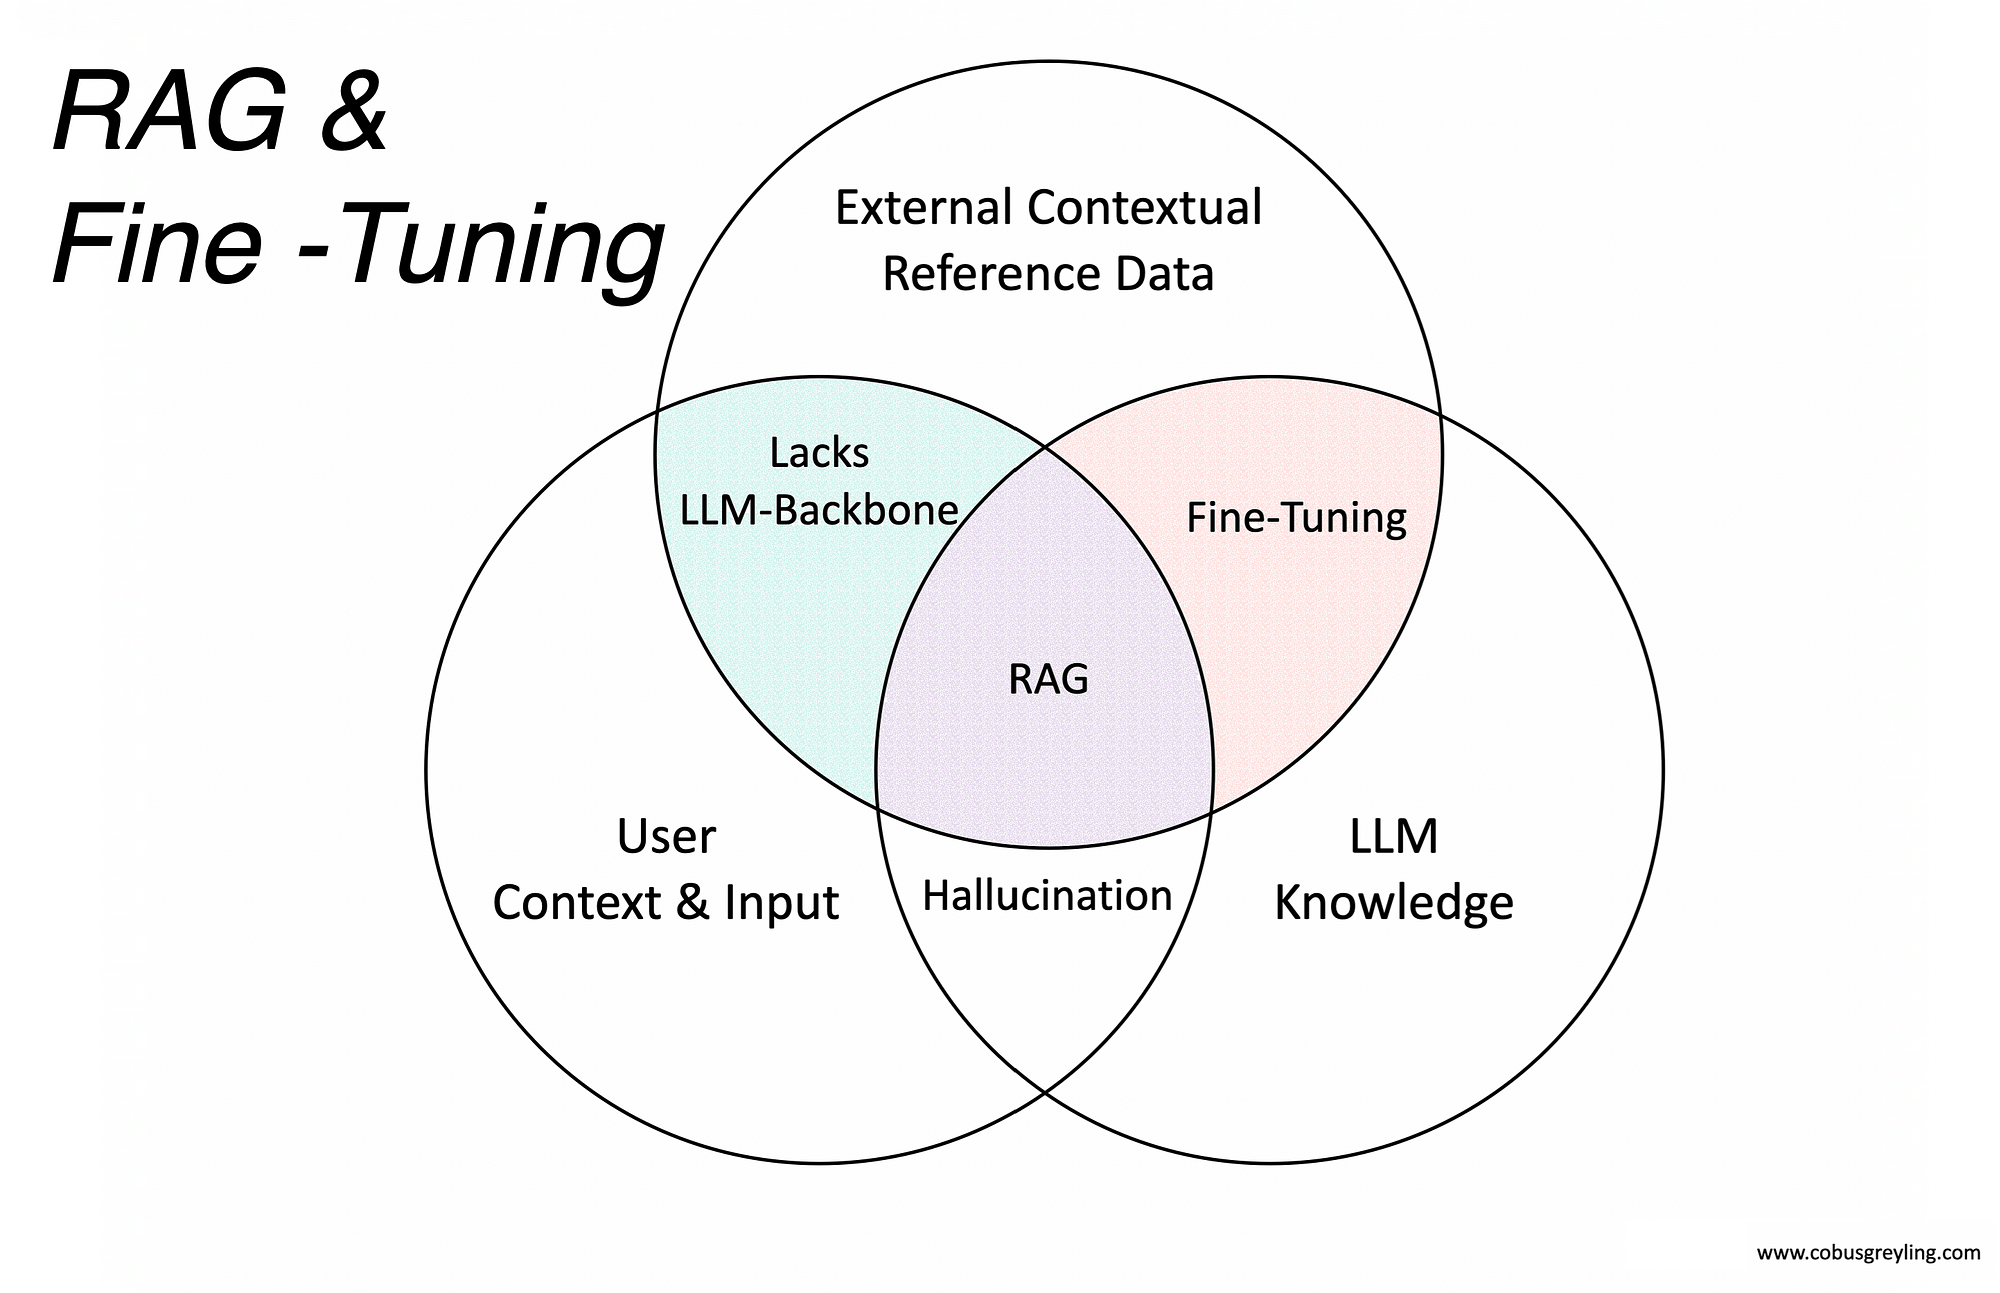 RAG &
Fine -Tuning
External Contextual
Reference Data
Lacks
LLM-Backbone
Fine-Tuning
RAG
User
Context & Input
Hallucination
LLM
Knowledge
www.cobusgreyling.com